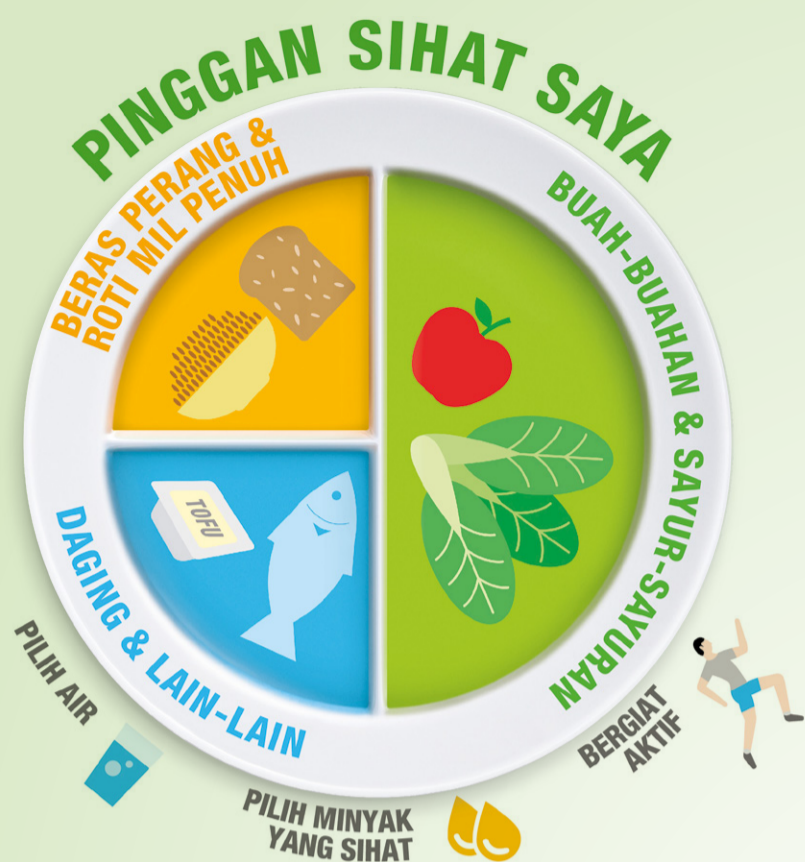 PINGGAN SIHAT SAYA
BERAS PERANG &
ROTI MIL PENUH
BUAH-BUAHAN & SAYUR-SAYURAN
TOFU
DAGING & LAIN-LAIN
PILIH AIR
PILIH MINYAK
YANG SIHAT
BERGIAT
AKTIF